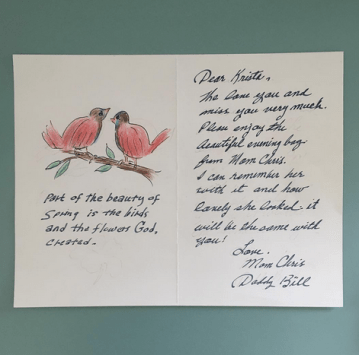 Part of the beauty of
Spring is the birds
and the flowers God,
created-
Dear Krista,
We love you and
miss you very much.
Please enjoy the
beautiful evening bag
from Mom Chris.
I can remember her
with it and how
lovely she looked - it
will be the same with
you!
Love.
Mom Chris
Daddy Bill